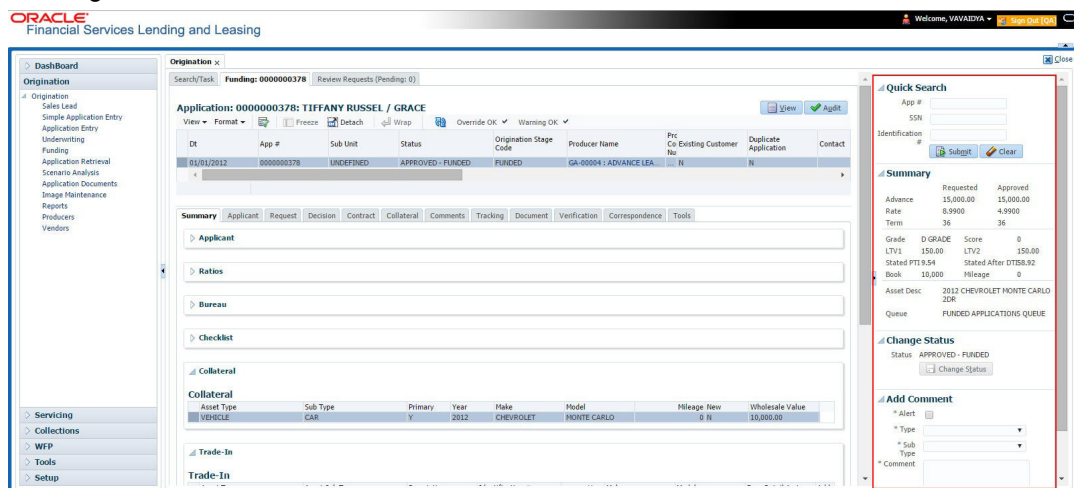 ORACLE
Financial Services Lending and Leasing
Welcome, VAVAIDYA
Sign Out [QA]
Close
DashBoard
Origination
Origination
Sales Lead
Simple Application Entry
Application Entry
Underwriting
Funding
Application Retrieval
Scenario Analysis
Application Documents
Image Maintenance
Reports
Producers
Vendors
Servicing
Collections
WFP
Tools
Setup
Origination x
Search/Task Funding: 0000000378 Review Requests (Pending: 0)
Application: 0000000378: TIFFANY RUSSEL / GRACE
View Audit
View Format Freeze Detach Wrap Override OK Warning OK
Dt App # Sub Unit Status Origination Stage Code Producer Name Prc Co Nu Existing Customer Duplicate Application Contact
01/01/2012 0000000378 UNDEFINED APPROVED - FUNDED FUNDED GA-00004 : ADVANCE LEA... ... N N
Summary Applicant Request Decision Contract Collateral Comments Tracking Document Verification Correspondence Tools
Applicant
Ratios
Bureau
Checklist
Collateral
Collateral
Asset Type Sub Type Primary Year Make Model Mileage New Wholesale Value
VEHICLE CAR Y 2012 CHEVROLET MONTE CARLO 0 N 10,000.00
Trade-In
Trade-In
Quick Search
App #
SSN
Identification #
Submit Clear
Summary
Requested Approved
Advance 15,000.00 15,000.00
Rate 8.9900 4.9900
Term 36 36
Grade D GRADE Score 0
LTV1 150.00 LTV2 150.00
Stated PTI 9.54 Stated After DTI 58.92
Book 10,000 Mileage 0
Asset Desc 2012 CHEVROLET MONTE CARLO 2DR
Queue FUNDED APPLICATIONS QUEUE
Change Status
Status APPROVED - FUNDED
Change Status
Add Comment
* Alert
* Type
* Sub Type
* Comment